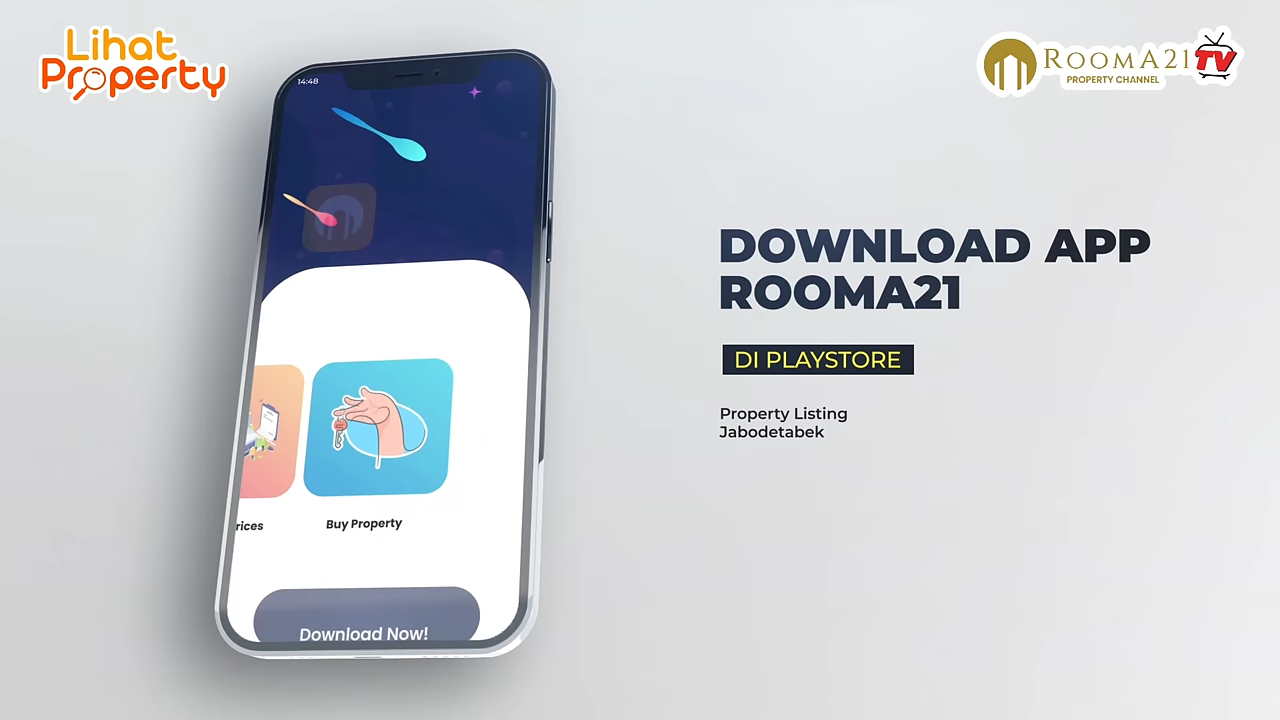 Lihat
Property
ROOMA21 TV
PROPERTY CHANNEL
14:48
DOWNLOAD APP
ROOMA21
DI PLAYSTORE
Property Listing
Jabodetabek
rices
Buy Property
Download Now!